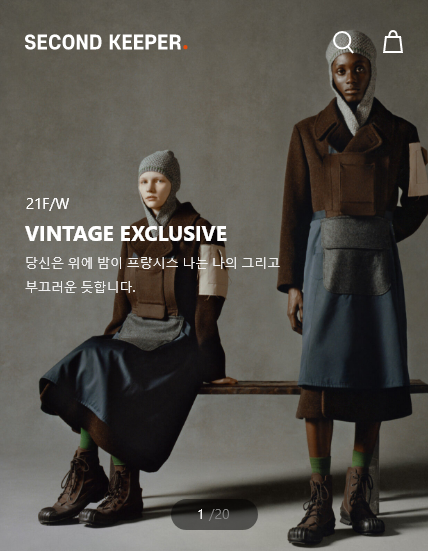 SECOND KEEPER.
21F/W
VINTAGE EXCLUSIVE
당신은 위에 밤이 프랑시스 나는 나의 그리고
부끄러운 듯합니다.
1 /20